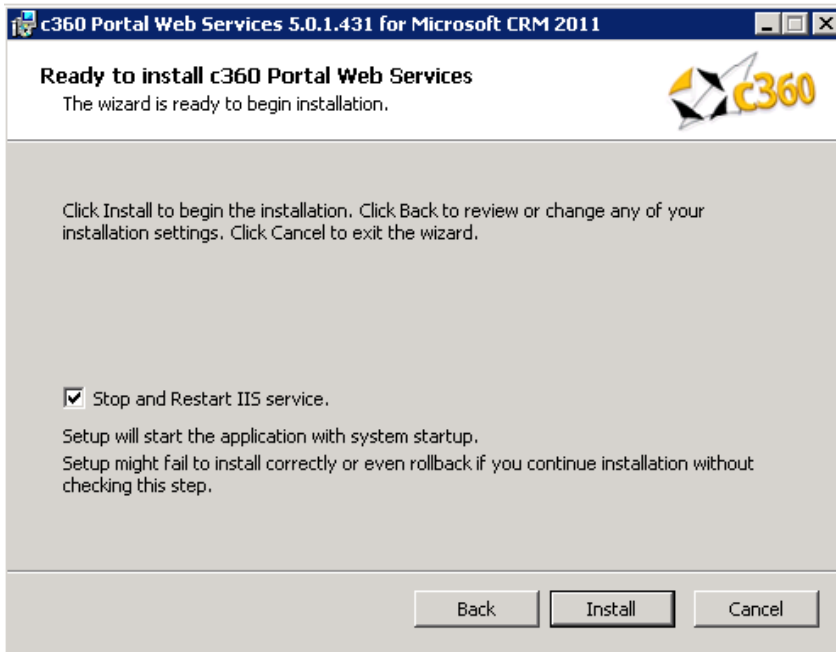 c360 Portal Web Services 5.0.1.431 for Microsoft CRM 2011
Ready to install c360 Portal Web Services
The wizard is ready to begin installation.
c360
Click Install to begin the installation. Click Back to review or change any of your
installation settings. Click Cancel to exit the wizard.
Stop and Restart IIS service.
Setup will start the application with system startup.
Setup might fail to install correctly or even rollback if you continue installation without
checking this step.
Back Install Cancel